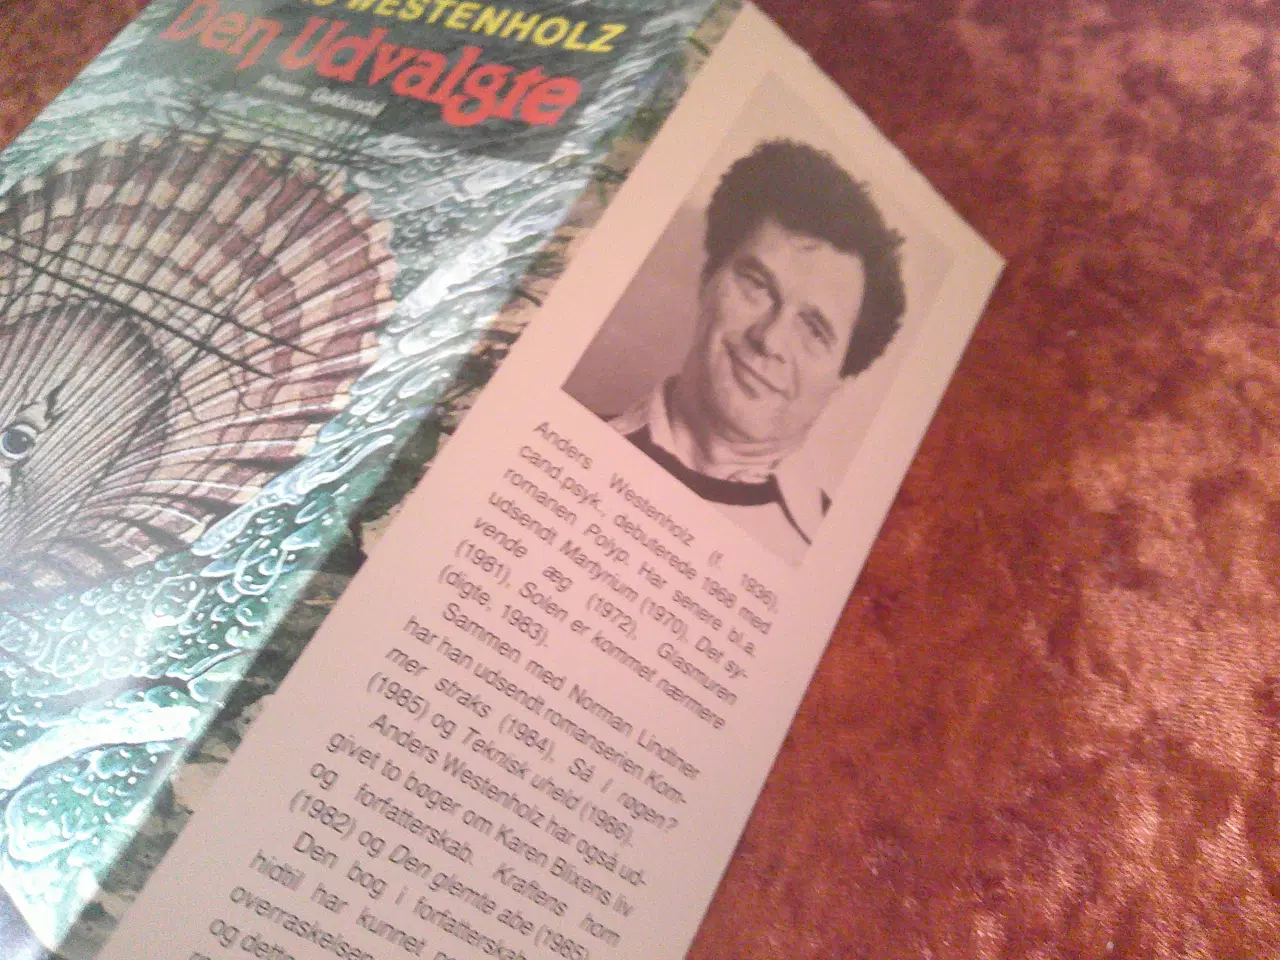 WESTENHOLZ
Den Udvalgte
Roman Gyldendal
Anders Westenholz (f. 1936),
cand.psyk., debuterede 1968 med
romanen Polyp. Har senere bl.a.
udsendt Martyrium (1970), Det sy-
vende æg (1972), Glasmuren
(1981), Solen er kommet nærmere
(digte, 1983).
Sammen med Norman Lindtner
har han udsendt romanserien Kom-
mer straks (1984), Så i røgen?
(1985) og Teknisk uheld (1986).
Anders Westenholz har også ud-
givet to bøger om Karen Blixens liv
og forfatterskab. Kraftens horn
(1982) og Den glemte abe (1985).
Den bog i forfatterskab
hidtil har kunnet
overraskelsen
og dette